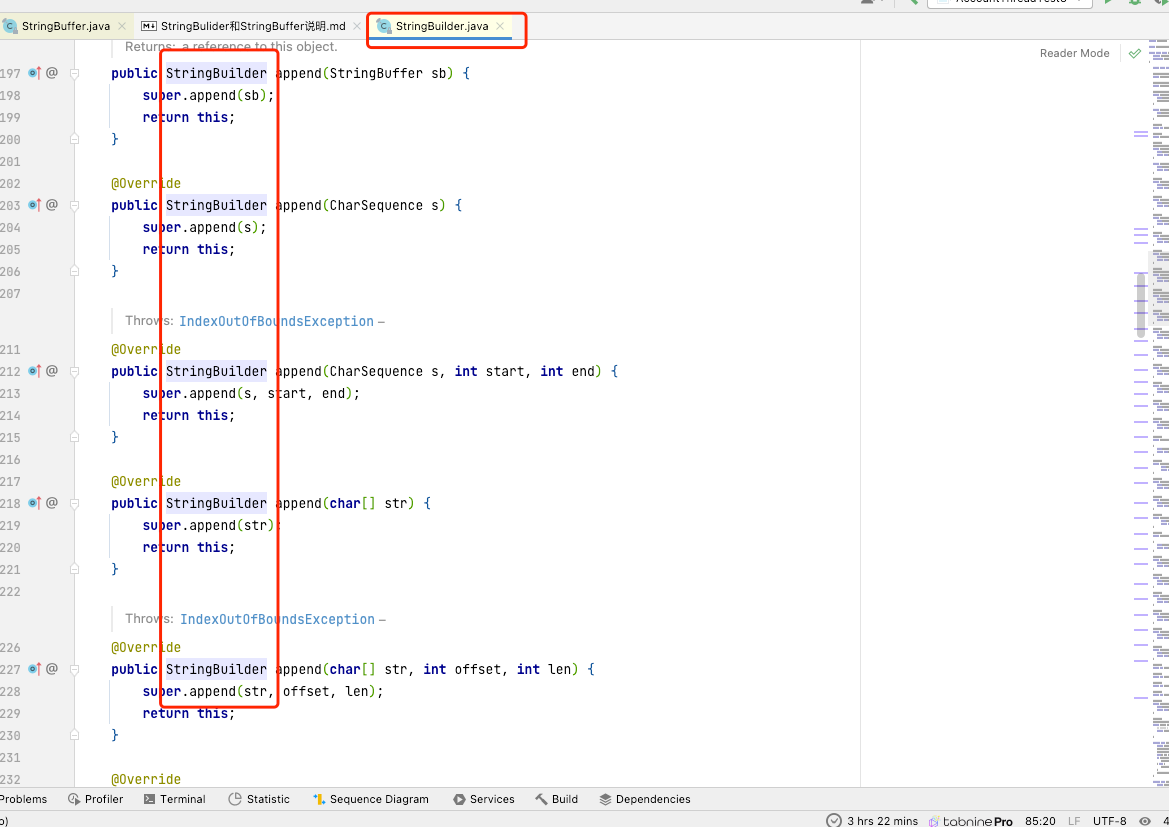 StringBuffer.java
StringBulider和StringBuffer说明.md
StringBuilder.java
Returns: a reference to this object.
Reader Mode
197 @ public StringBuilder append(StringBuffer sb) {
198 super.append(sb);
199 return this;
200 }
201
202 @Override
203 @ public StringBuilder append(CharSequence s) {
204 super.append(s);
205 return this;
206 }
207
Throws: IndexOutOfBoundsException –
211 @Override
212 @ public StringBuilder append(CharSequence s, int start, int end) {
213 super.append(s, start, end);
214 return this;
215 }
216
217 @Override
218 @ public StringBuilder append(char[] str) {
219 super.append(str);
220 return this;
221 }
222
Throws: IndexOutOfBoundsException –
226 @Override
227 @ public StringBuilder append(char[] str, int offset, int len) {
228 super.append(str, offset, len);
229 return this;
230 }
231
232 @Override
Problems Profiler Terminal Statistic Sequence Diagram Services Build Dependencies
o) 3 hrs 22 mins tabnine Pro 85:20 LF UTF-8 4